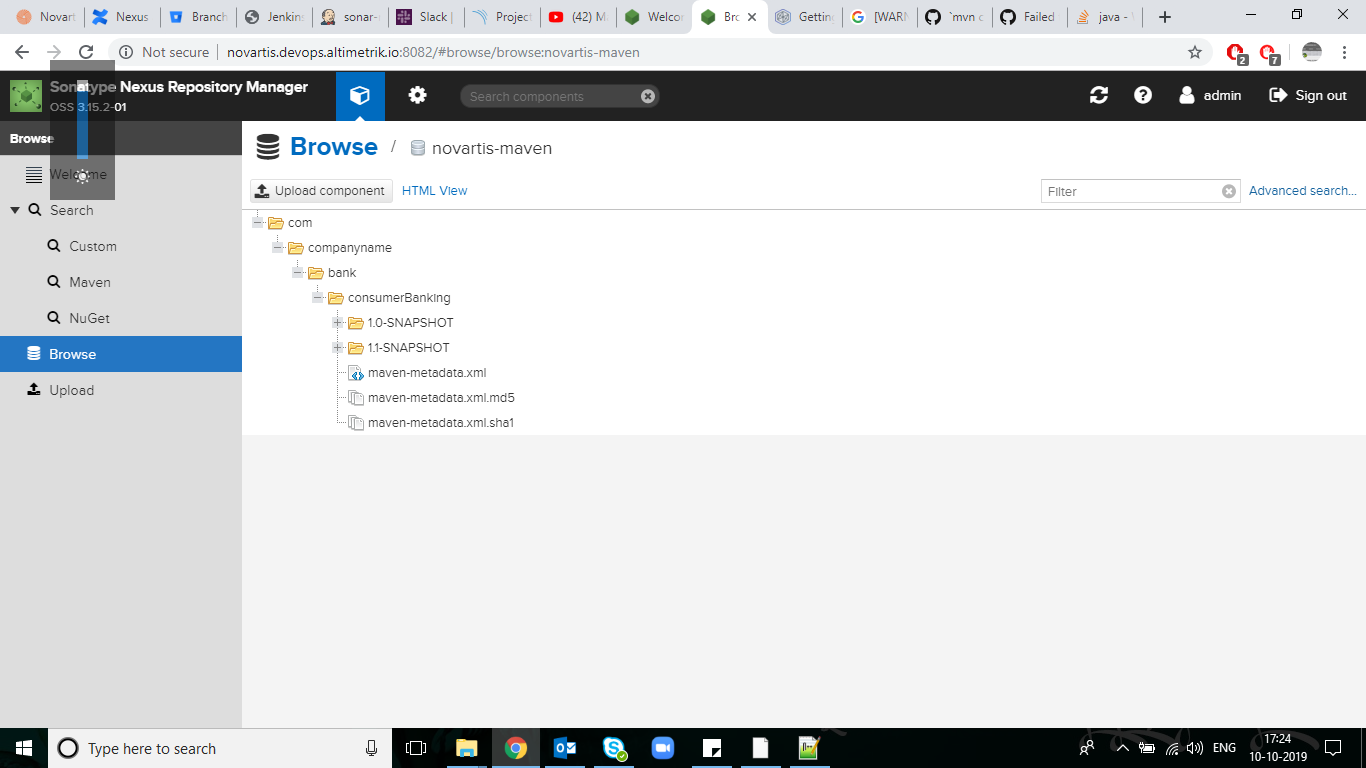 Novart
Nexus
Branch
Jenkins
sonar-
Slack |
Project
(42) M
Welcom
Bro
Getting
[WARN
`mvn c
Failed
java - 
Not secure
novartis.devops.altimetrik.io:8082/#browse/browse:novartis-maven
2
7
Sonatype Nexus Repository Manager
OSS 3.15.2-01
Search components
admin
Sign out
Browse
Welcome
Search
Custom
Maven
NuGet
Browse
Upload
Browse / novartis-maven
Upload component
HTML View
Filter
Advanced search...
com
companyname
bank
consumerBanking
1.0-SNAPSHOT
1.1-SNAPSHOT
maven-metadata.xml
maven-metadata.xml.md5
maven-metadata.xml.sha1
Type here to search
ENG
17:24
10-10-2019